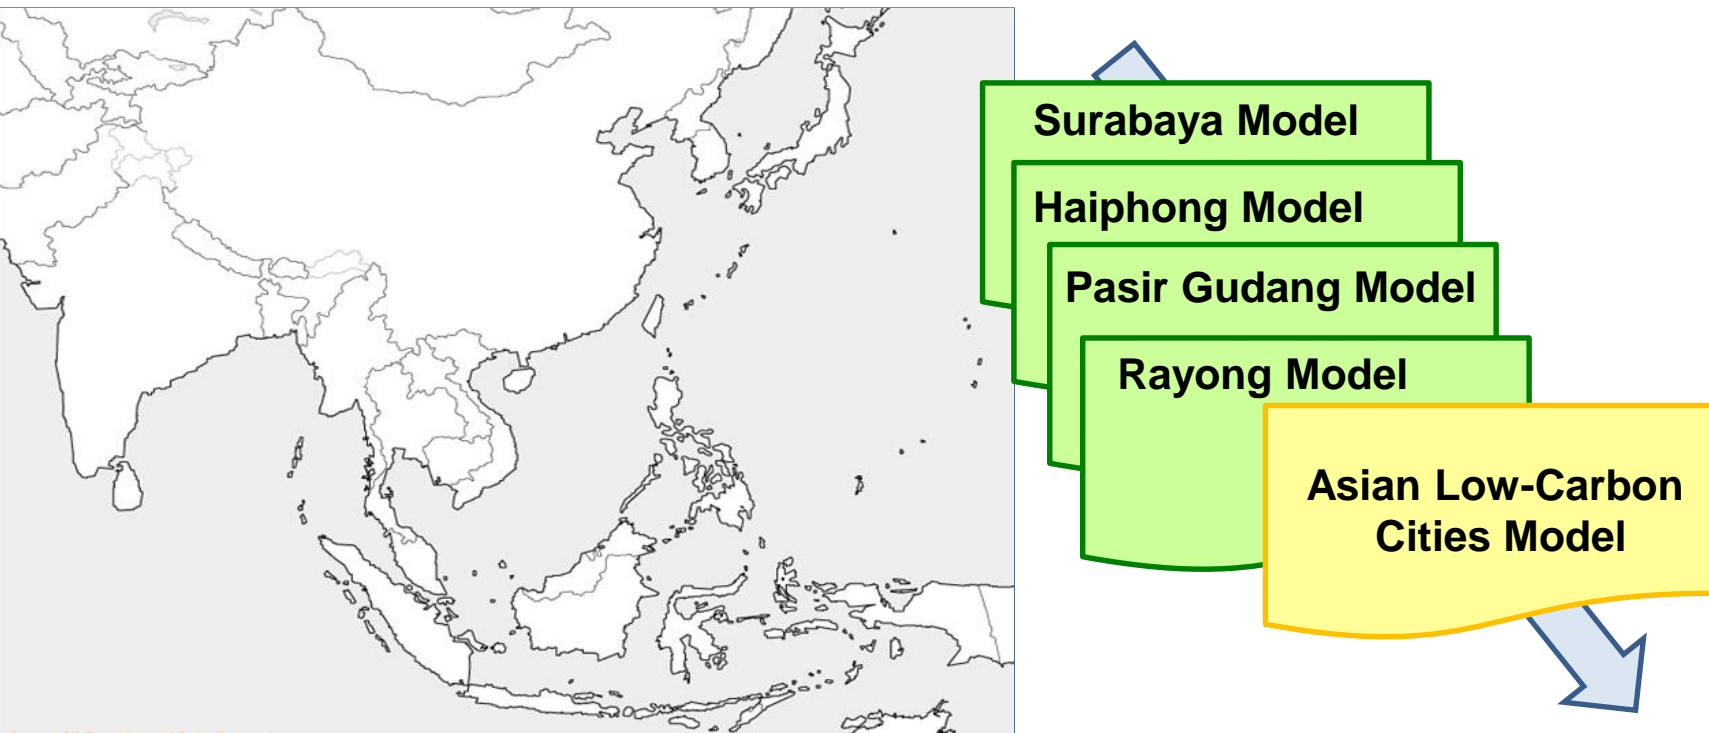 Surabaya Model
Haiphong Model
Pasir Gudang Model
Rayong Model
Asian Low-Carbon
Cities Model